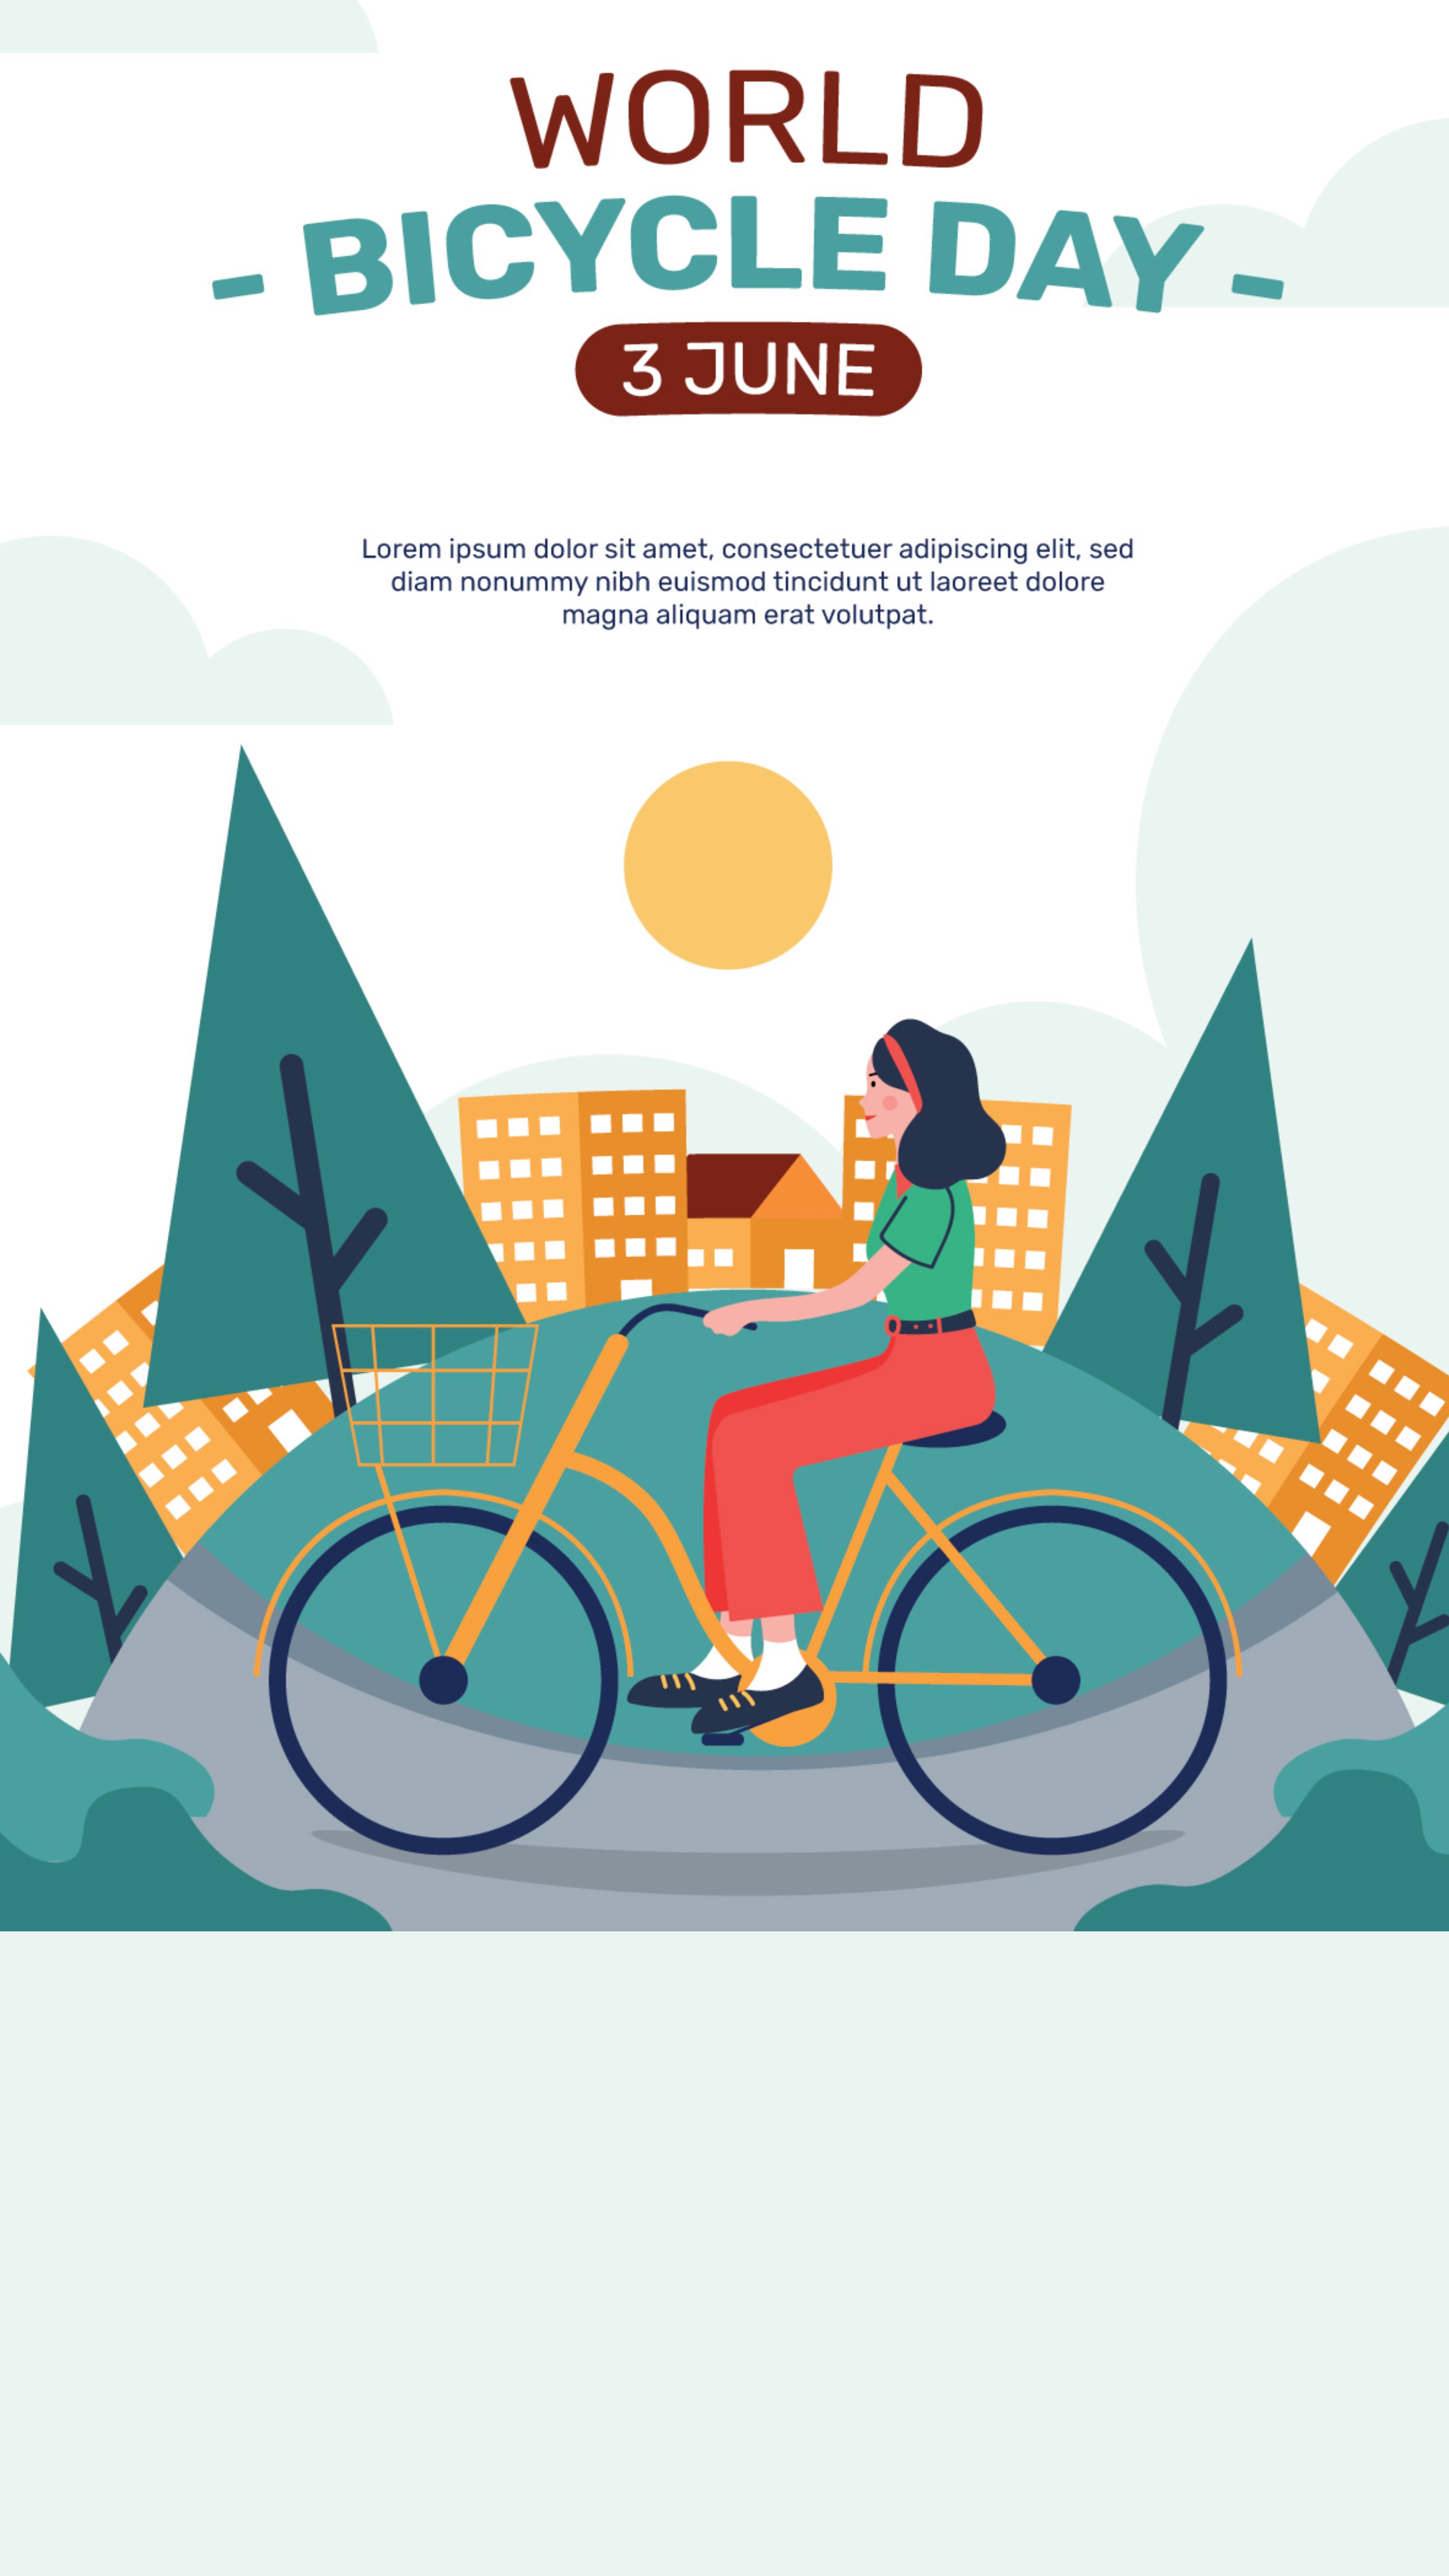 WORLD
- BICYCLE DAY -
3 JUNE
Lorem ipsum dolor sit amet, consectetuer adipiscing elit, sed
diam nonummy nibh euismod tincidunt ut laoreet dolore
magna aliquam erat volutpat.